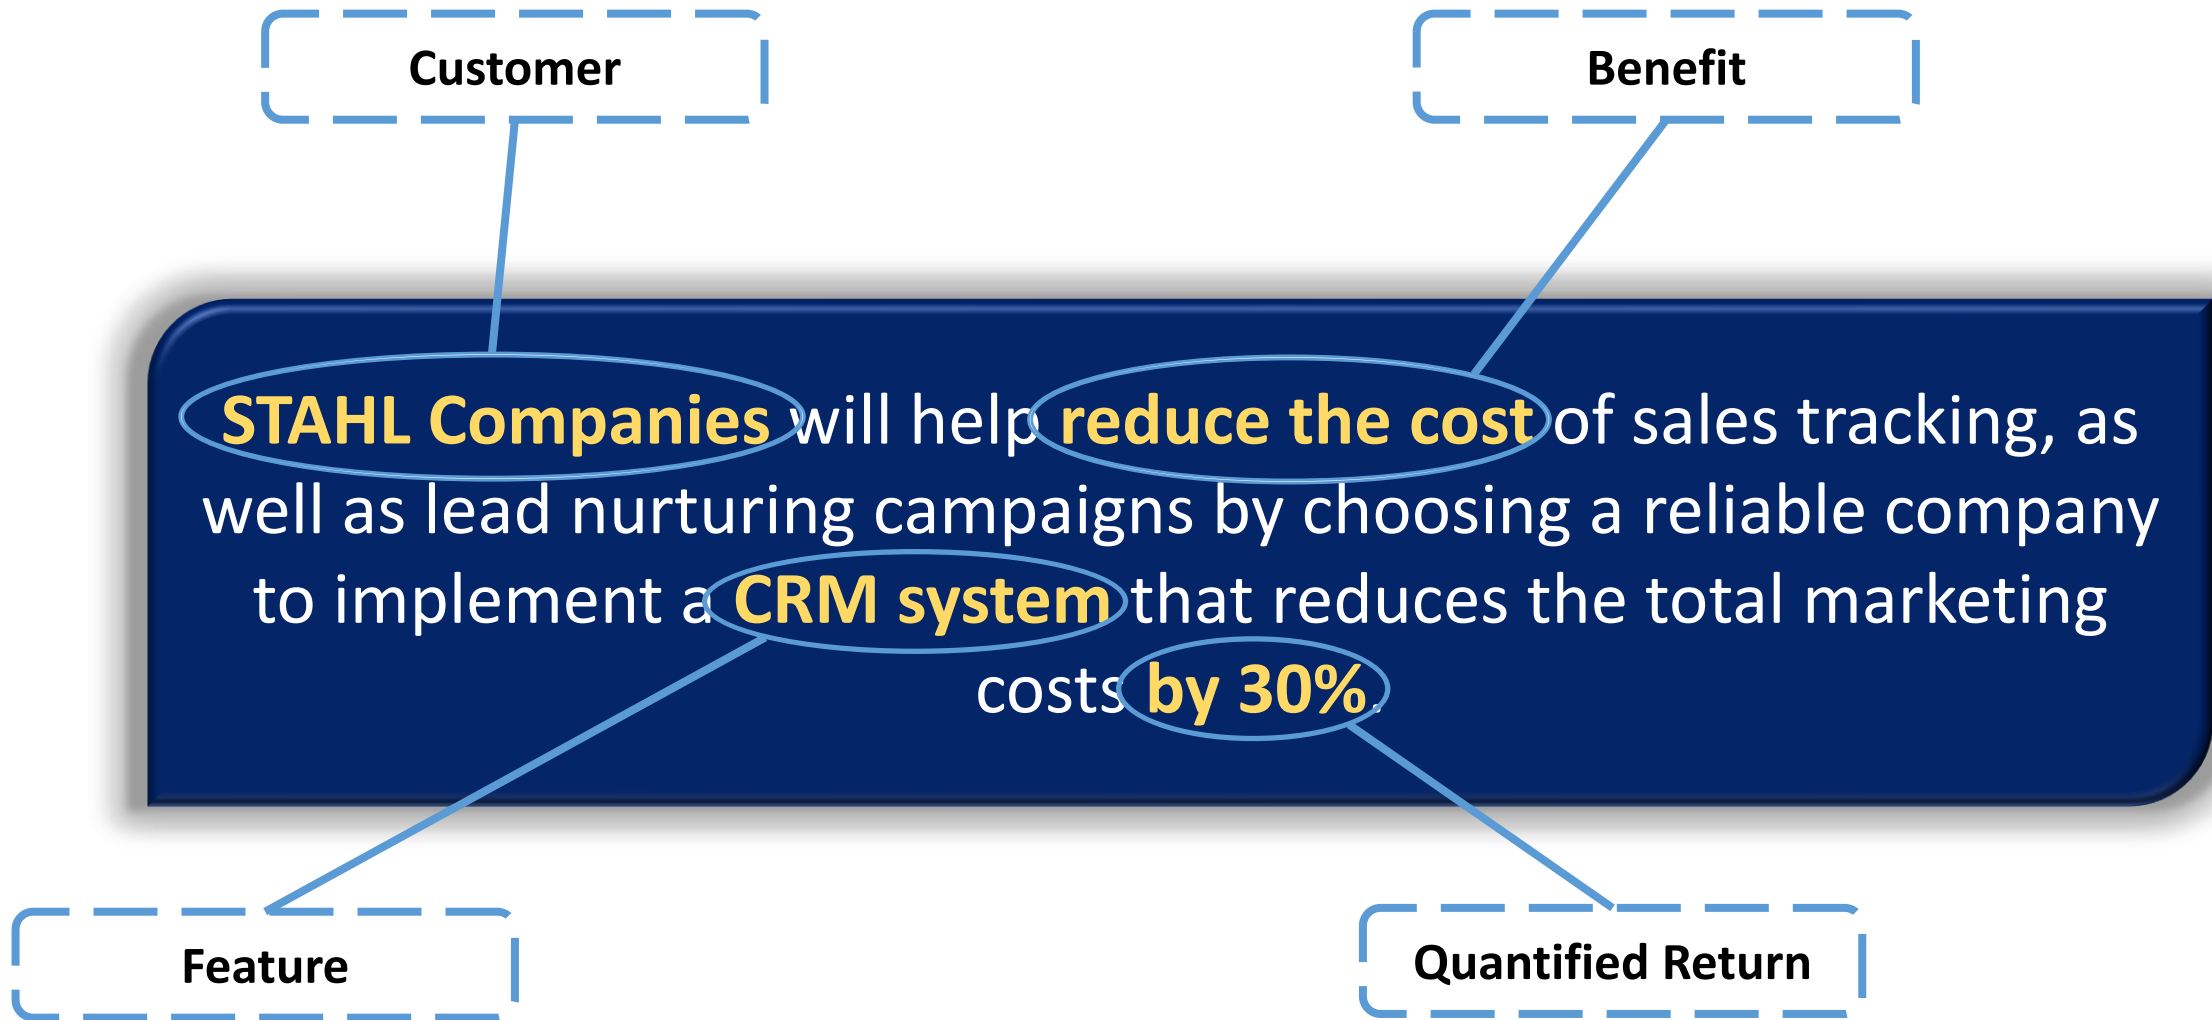 Customer
Benefit
STAHL Companies will help reduce the cost of sales tracking, as
well as lead nurturing campaigns by choosing a reliable company
to implement a CRM system that reduces the total marketing
costs by 30%.
Feature
Quantified Return